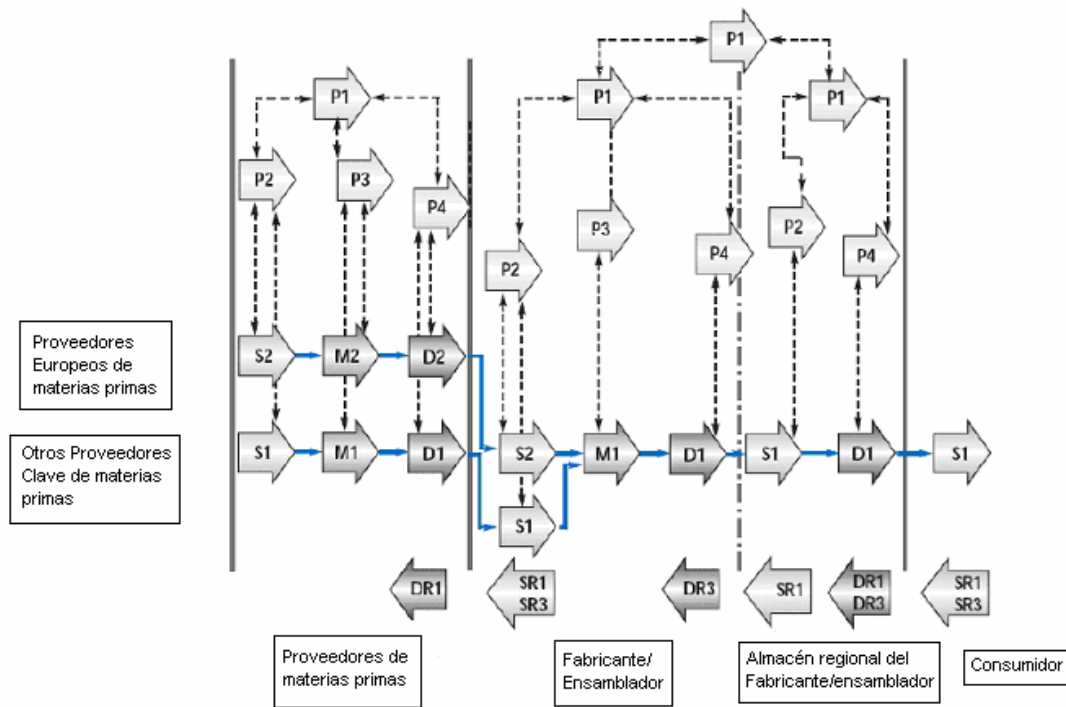 P1
P1
P1
P1
P2
P3
P4
P2
P4
P3
P4
P2
Proveedores
Europeos de
materias primas
S2
M2
D2
Otros Proveedores
Clave de materias
primas
S1
M1
D1
S2
M1
D1
S1
D1
S1
S1
DR1
SR1
SR3
DR3
SR1
DR1
DR3
SR1
SR3
Proveedores de
materias primas
Fabricante/
Ensamblador
Almacén regional del
Fabricante/ensamblador
Consumidor